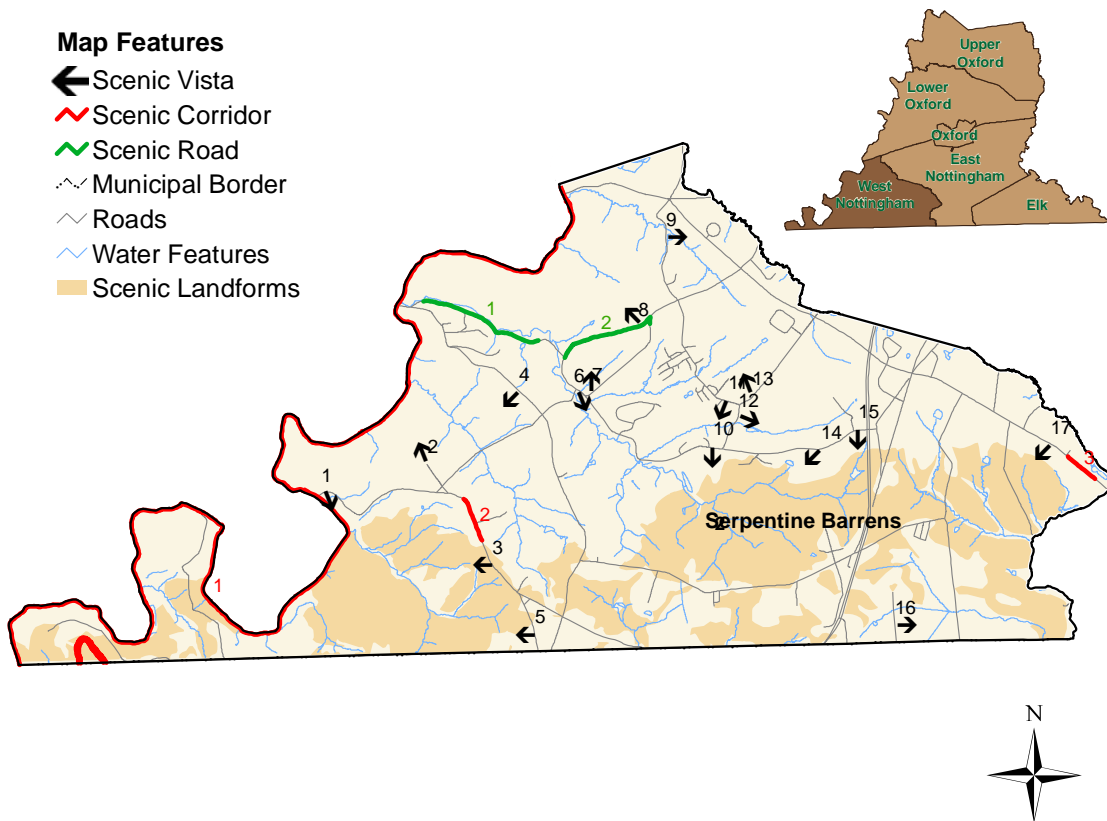 Map Features
Scenic Vista
Scenic Corridor
Scenic Road
Municipal Border
Roads
Water Features
Scenic Landforms
Upper
Oxford
Lower
Oxford
Oxford
East
Nottingham
West
Nottingham
Elk
9
8
1
2
4
6
7
13
12
10
14
15
17
3
2
1
2
3
Serpentine Barrens
1
5
16
N